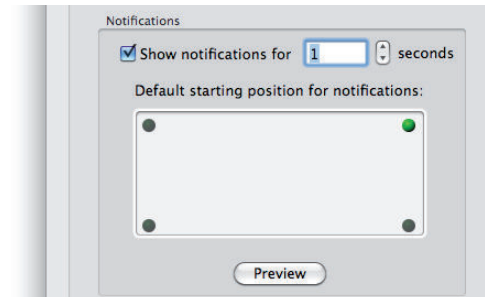 Notifications
Show notifications for 1 seconds
Default starting position for notifications:
Preview